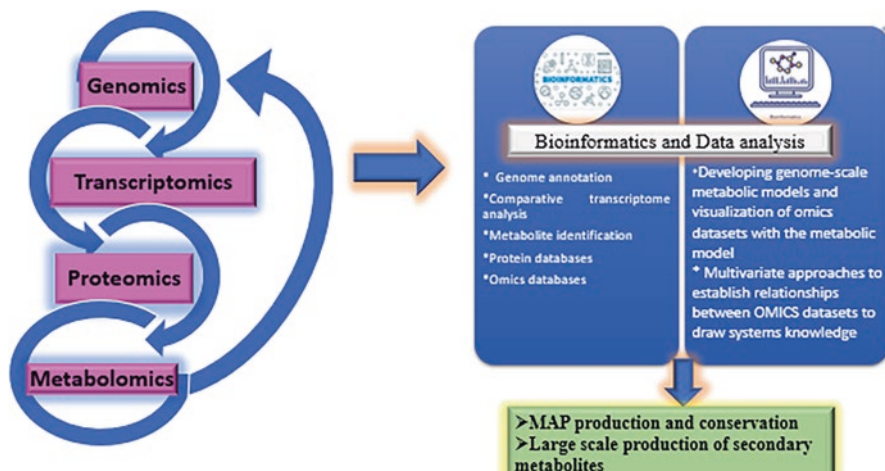 Genomics
Transcriptomics
Proteomics
Metabolomics
BIOINFORMATICS
Bioinformatics
Bioinformatics and Data analysis
* Genome annotation
*Comparative transcriptome
analysis
*Metabolite identification
*Protein databases
*Omics databases
*Developing genome-scale
metabolic models and
visualization of omics
datasets with the metabolic
model
* Multivariate approaches to
establish relationships
between OMICS datasets to
draw systems knowledge
➢MAP production and conservation
➢Large scale production of secondary
metabolites